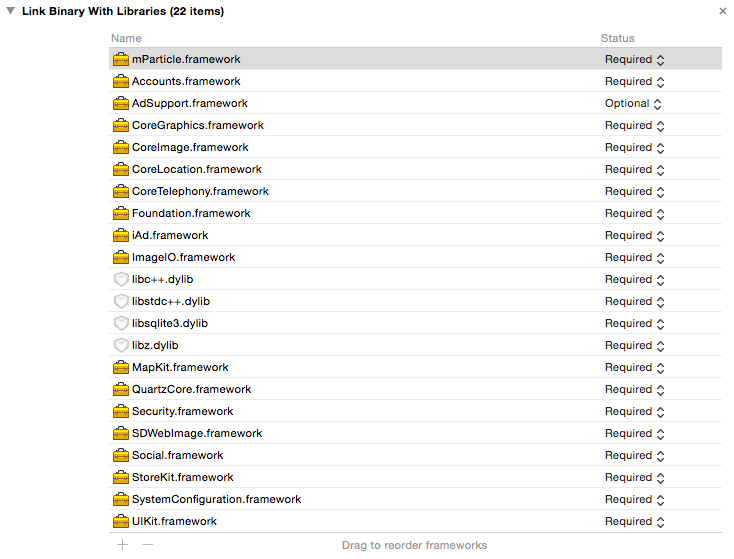 Link Binary With Libraries (22 items)
Name Status
mParticle.framework Required
Accounts.framework Required
AdSupport.framework Optional
CoreGraphics.framework Required
CoreImage.framework Required
CoreLocation.framework Required
CoreTelephony.framework Required
Foundation.framework Required
iAd.framework Required
ImageIO.framework Required
libc++.dylib Required
libstdc++.dylib Required
libsqlite3.dylib Required
libz.dylib Required
MapKit.framework Required
QuartzCore.framework Required
Security.framework Required
SDWebImage.framework Required
Social.framework Required
StoreKit.framework Required
SystemConfiguration.framework Required
UIKit.framework Required
Drag to reorder frameworks